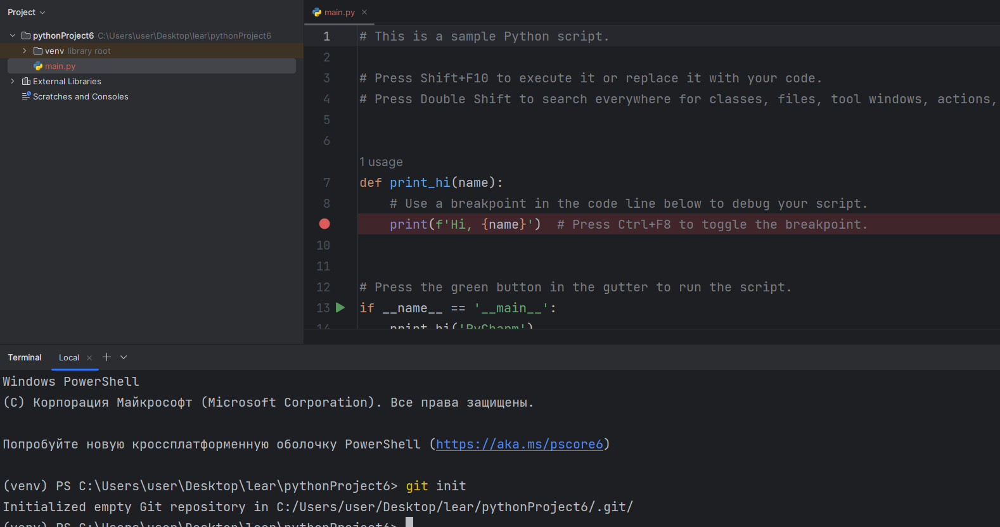 Project
pythonProject6 C:\Users\user\Desktop\lear\pythonProject6
venv library root
main.py
External Libraries
Scratches and Consoles
main.py
1 # This is a sample Python script.
2
3 # Press Shift+F10 to execute it or replace it with your code.
4 # Press Double Shift to search everywhere for classes, files, tool windows, actions,
5
6
1 usage
7 def print_hi(name):
8 # Use a breakpoint in the code line below to debug your script.
print(f'Hi, {name}') # Press Ctrl+F8 to toggle the breakpoint.
10
11
12 # Press the green button in the gutter to run the script.
13 if __name__ == '__main__':
14 print_hi('PyCharm')
Terminal Local
Windows PowerShell
(C) Корпорация Майкрософт (Microsoft Corporation). Все права защищены.
Попробуйте новую кроссплатформенную оболочку PowerShell (https://aka.ms/pscore6)
(venv) PS C:\Users\user\Desktop\lear\pythonProject6> git init
Initialized empty Git repository in C:/Users/user/Desktop/lear/pythonProject6/.git/
(venv) PS C:\Users\user\Desktop\lear\pythonProject6>